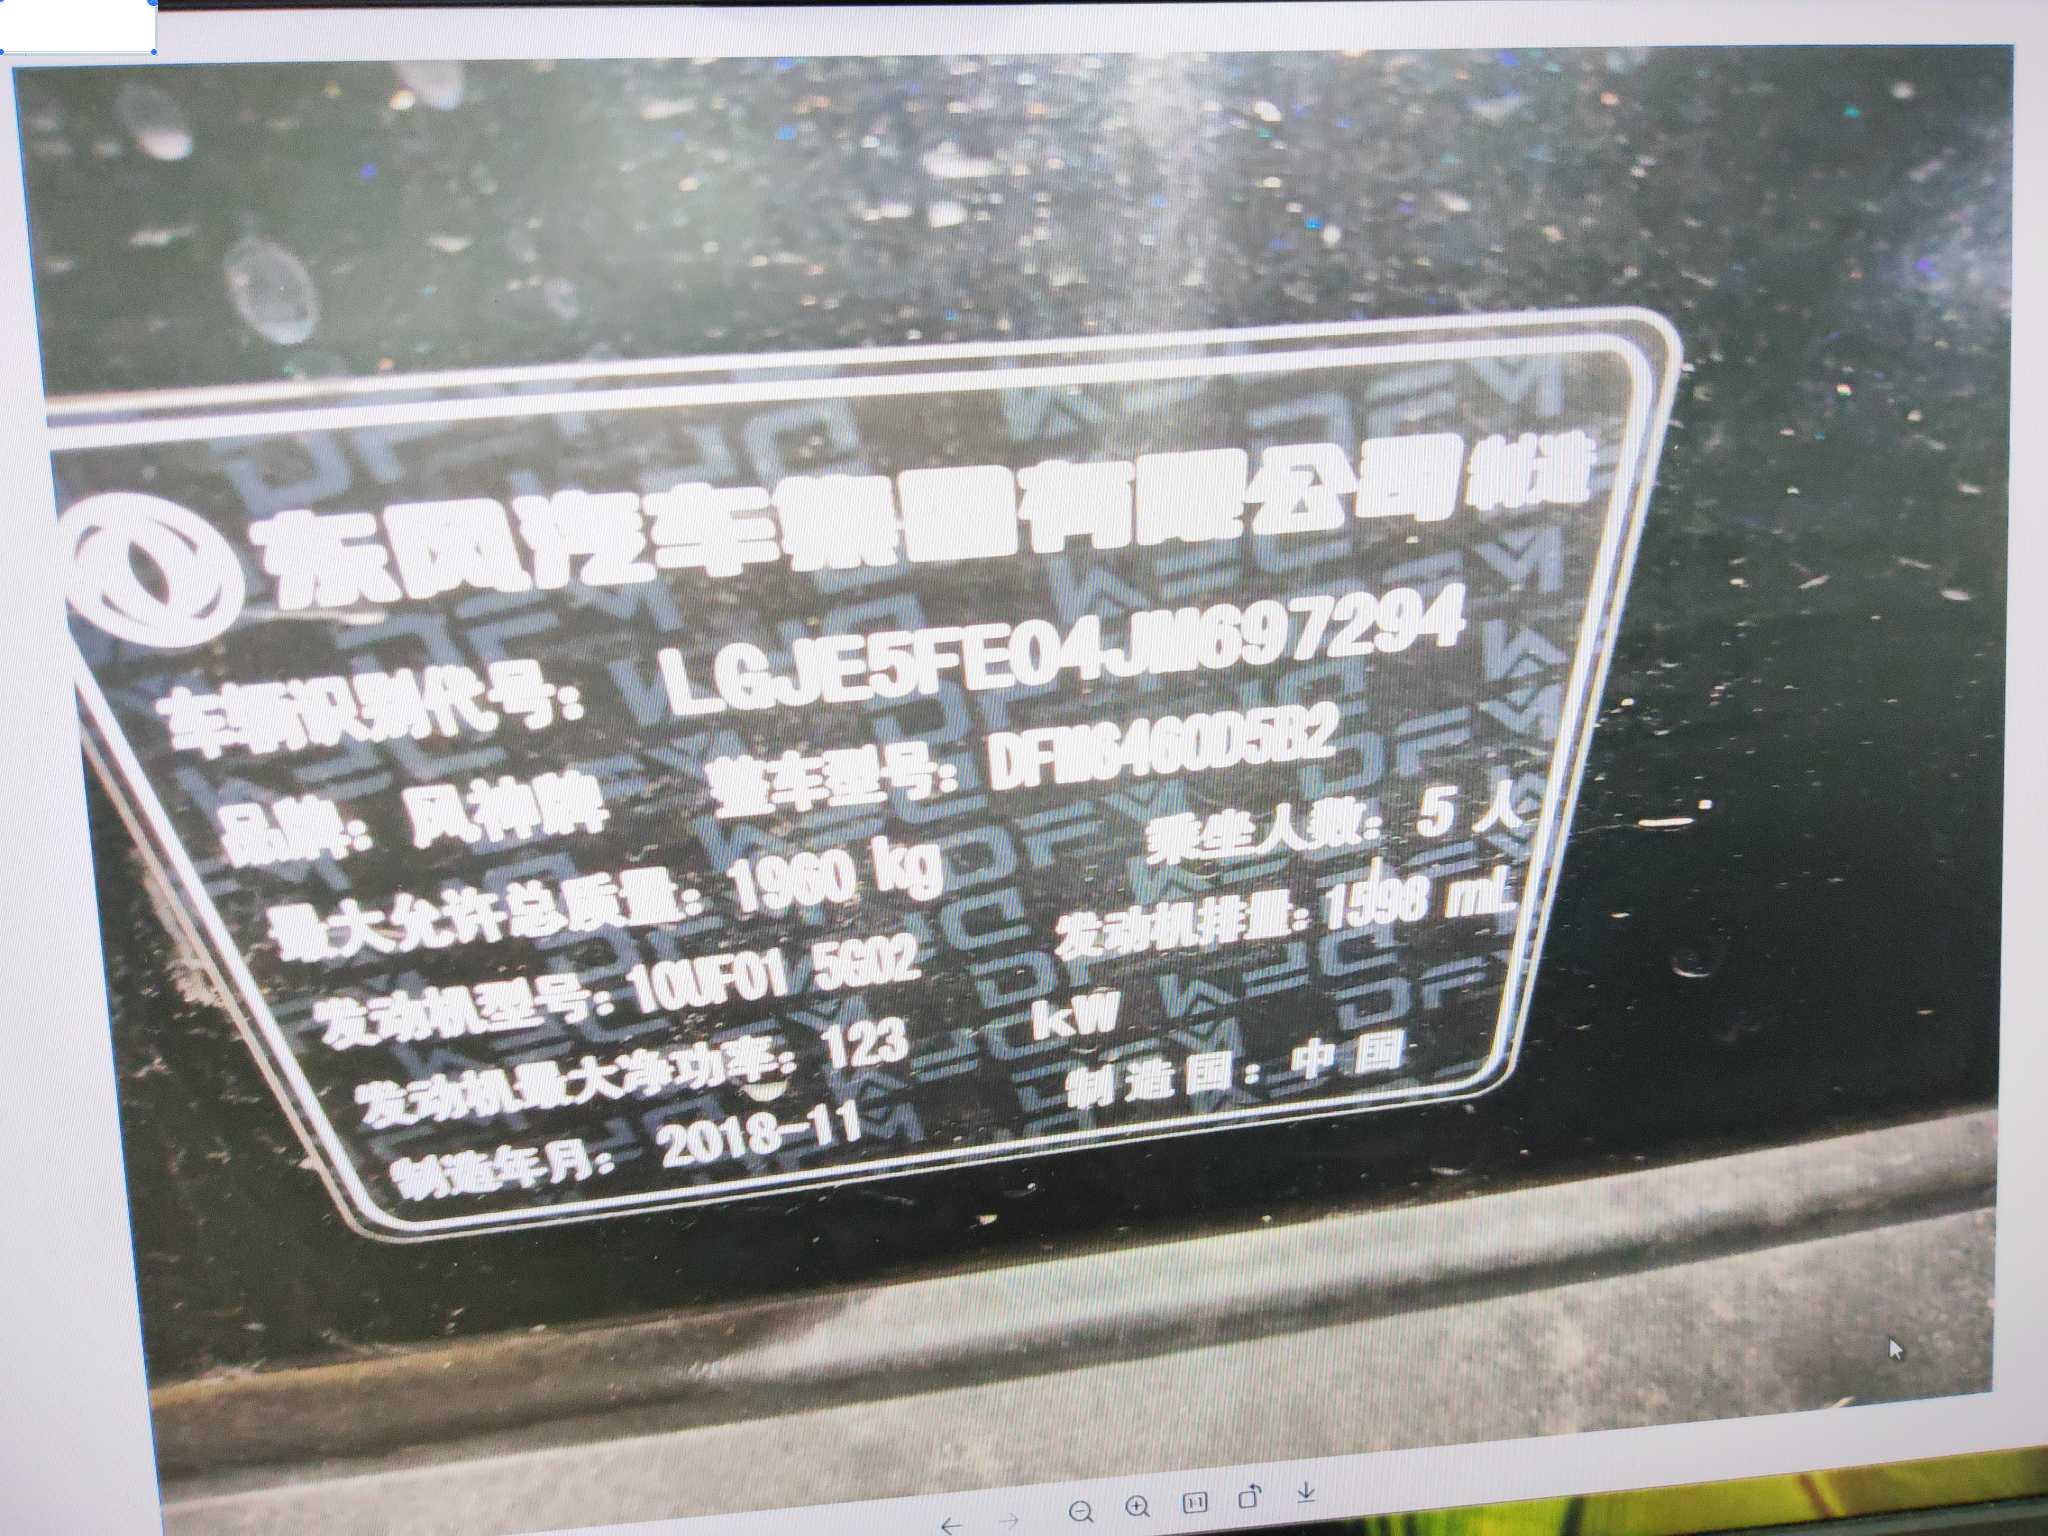 东风汽车集团有限公司制造
车辆识别代号: LGJE5FE04JM697294
品牌: 风神牌 整车型号: DFM6460D5B2
最大允许总质量: 1960 kg 乘坐人数: 5 人
发动机型号: 10UF01 5G02 发动机排量: 1598 mL
发动机最大净功率: 123 kW
制造年月: 2018-11 制造国: 中国